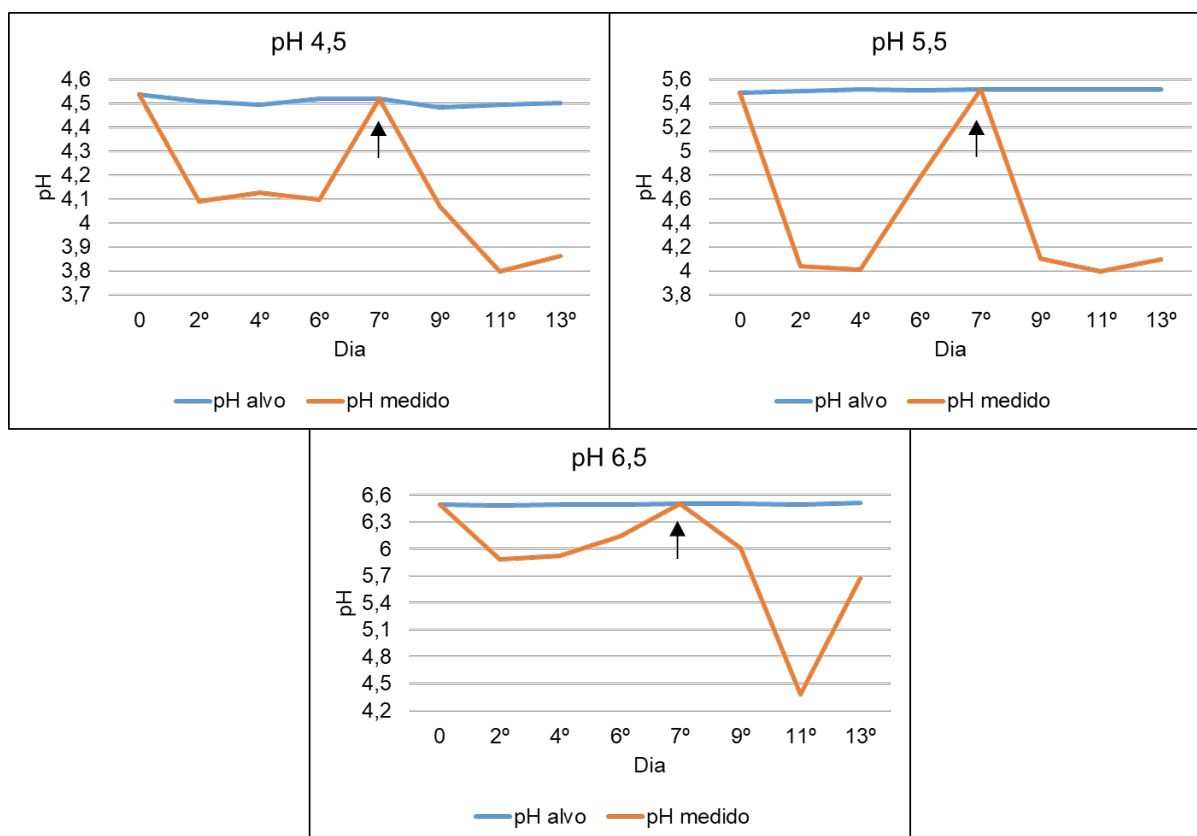 pH 4,5
4,6
4,5
4,4
4,3
4,2
4,1
4
3,9
3,8
3,7
pH
0 2º 4º 6º 7º 9º 11º 13º
Dia
pH alvo pH medido
pH 5,5
5,6
5,4
5,2
5
4,8
4,6
4,4
4,2
4
3,8
pH
0 2º 4º 6º 7º 9º 11º 13º
Dia
pH alvo pH medido
pH 6,5
6,6
6,3
6
5,7
5,4
5,1
4,8
4,5
4,2
pH
0 2º 4º 6º 7º 9º 11º 13º
Dia
pH alvo pH medido